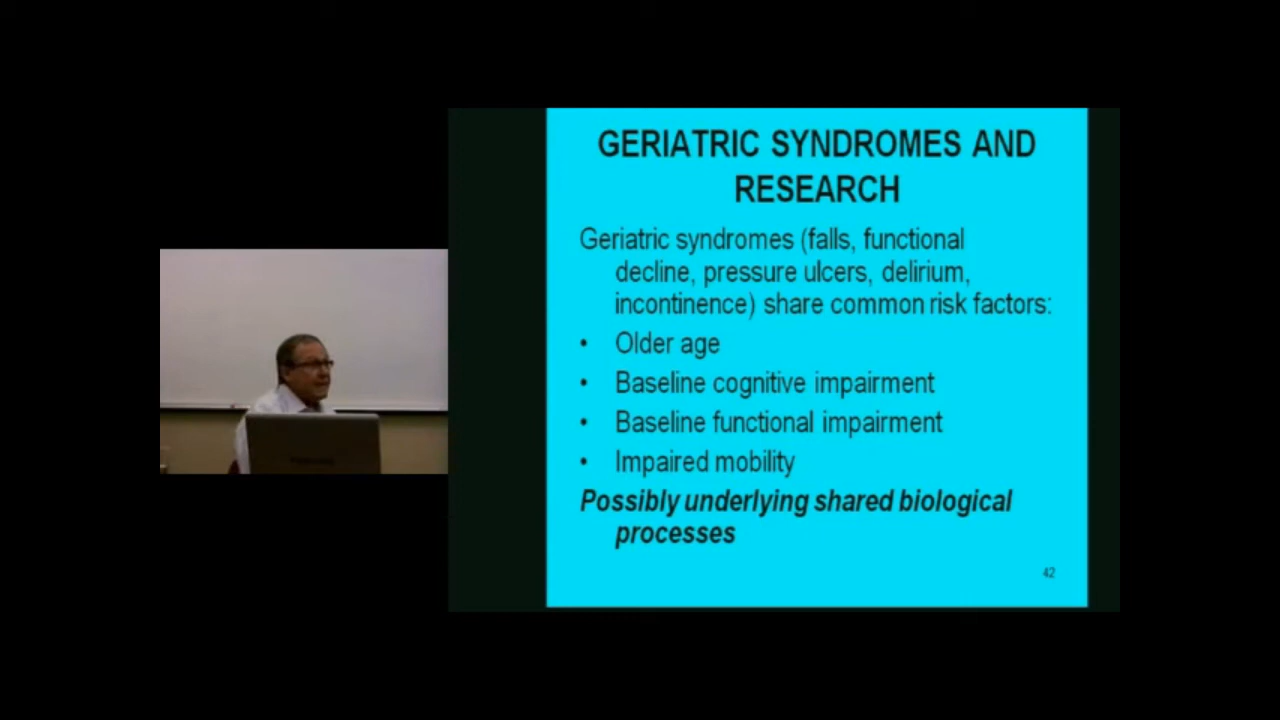 GERIATRIC SYNDROMES AND
RESEARCH
Geriatric syndromes (falls, functional
decline, pressure ulcers, delirium,
incontinence) share common risk factors:
• Older age
• Baseline cognitive impairment
• Baseline functional impairment
• Impaired mobility
Possibly underlying shared biological
processes
42